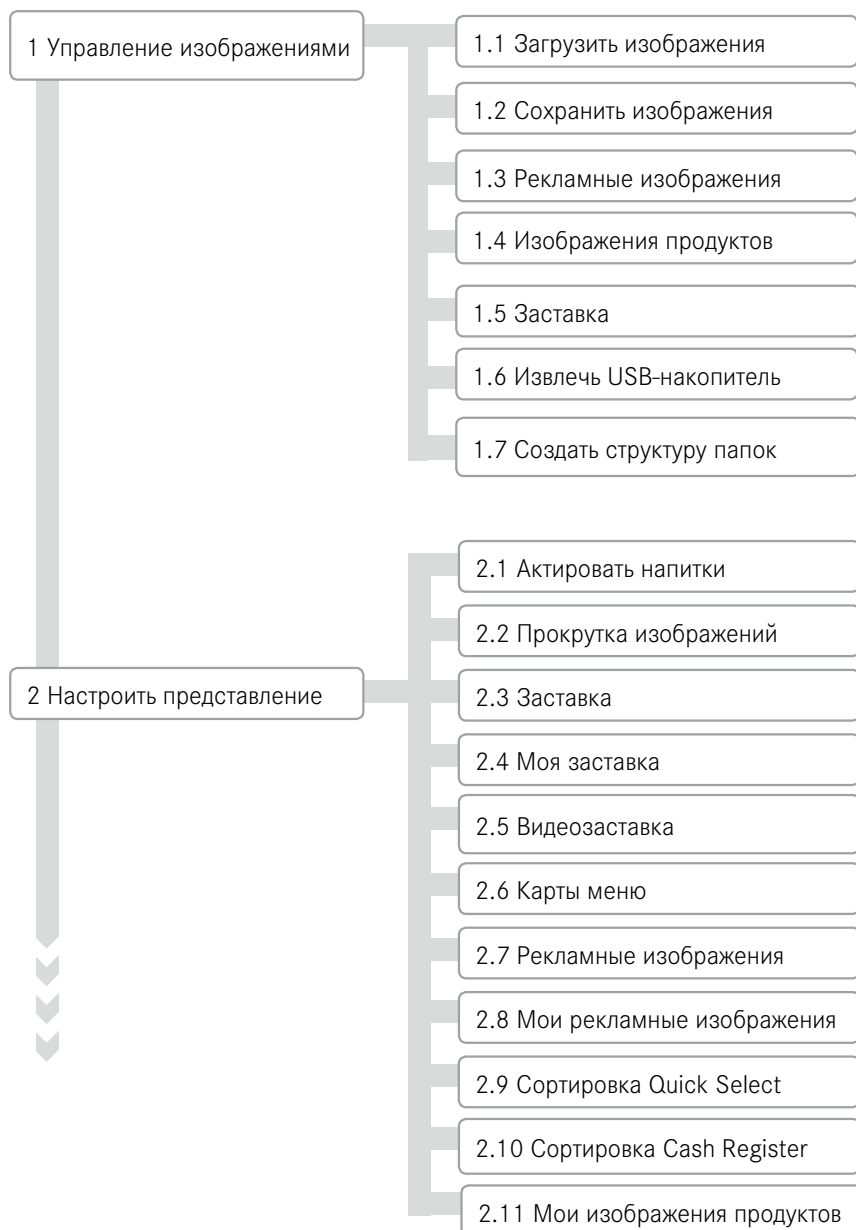 1 Управление изображениями
1.1 Загрузить изображения
1.2 Сохранить изображения
1.3 Рекламные изображения
1.4 Изображения продуктов
1.5 Заставка
1.6 Извлечь USB-накопитель
1.7 Создать структуру папок
2 Настроить представление
2.1 Актировать напитки
2.2 Прокрутка изображений
2.3 Заставка
2.4 Моя заставка
2.5 Видеозаставка
2.6 Карты меню
2.7 Рекламные изображения
2.8 Мои рекламные изображения
2.9 Сортировка Quick Select
2.10 Сортировка Cash Register
2.11 Мои изображения продуктов